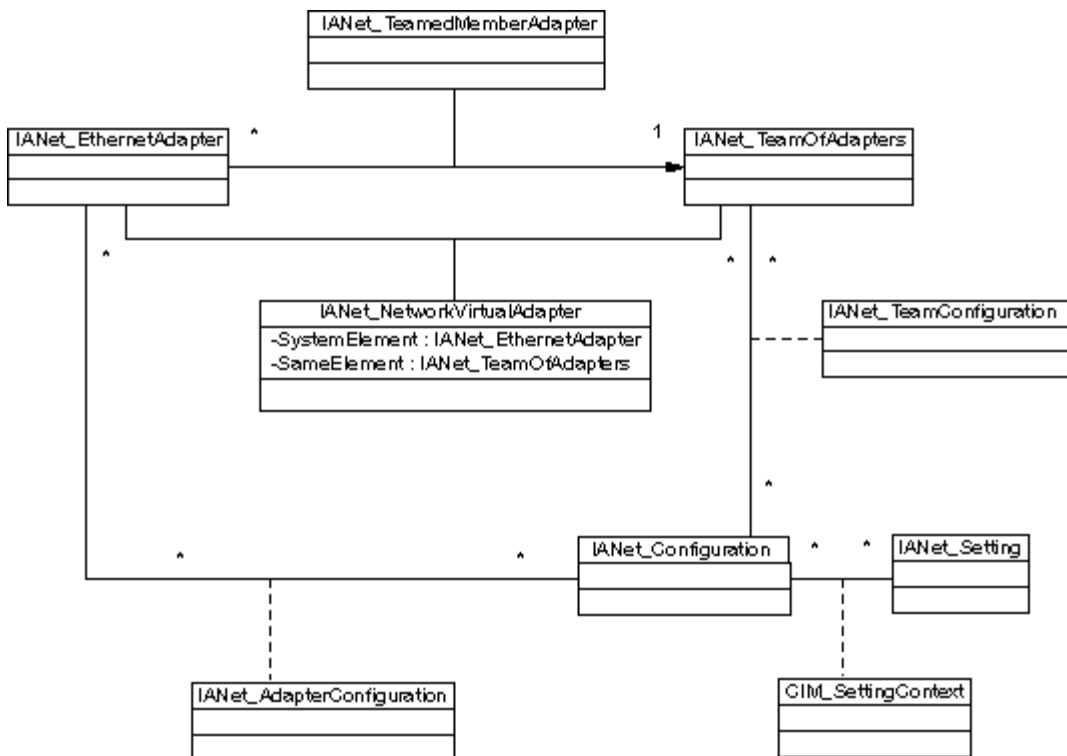 IANet_TeamedMemberAdapter
IANet_EthernetAdapter
*
1
IANet_TeamOfAdapters
*
*
*
IANet_NetworkVirtualAdapter
-SystemElement : IANet_EthernetAdapter
-SameElement : IANet_TeamOfAdapters
IANet_TeamConfiguration
*
*
*
IANet_Configuration
*
*
IANet_Setting
IANet_AdapterConfiguration
CIM_SettingContext